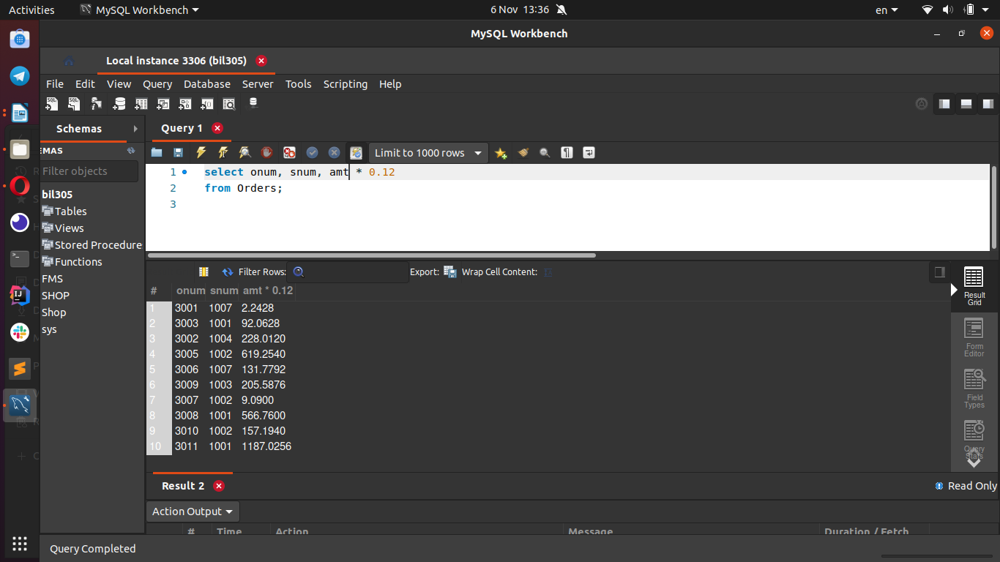 Activities MySQL Workbench 6 Nov 13:36 en
MySQL Workbench
Local instance 3306 (bil305)
File Edit View Query Database Server Tools Scripting Help
Schemas
Query 1
EMAS
Limit to 1000 rows
Filter objects
1 select onum, snum, amt * 0.12
2 from Orders;
3
bil305
Tables
Views
Stored Procedure
Functions
FMS
SHOP
Shop
sys
Filter Rows: Export: Wrap Cell Content:
# onum snum amt * 0.12
1 3001 1007 2.2428
2 3003 1001 92.0628
3 3002 1004 228.0120
4 3005 1002 619.2540
5 3006 1007 131.7792
6 3009 1003 205.5876
7 3007 1002 9.0900
8 3008 1001 566.7600
9 3010 1002 157.1940
10 3011 1001 1187.0256
Result
Grid
Form
Editor
Field
Types
Query
Stats
Result 2 Read Only
Action Output
# Time Action Message Duration / Fetch
Query Completed